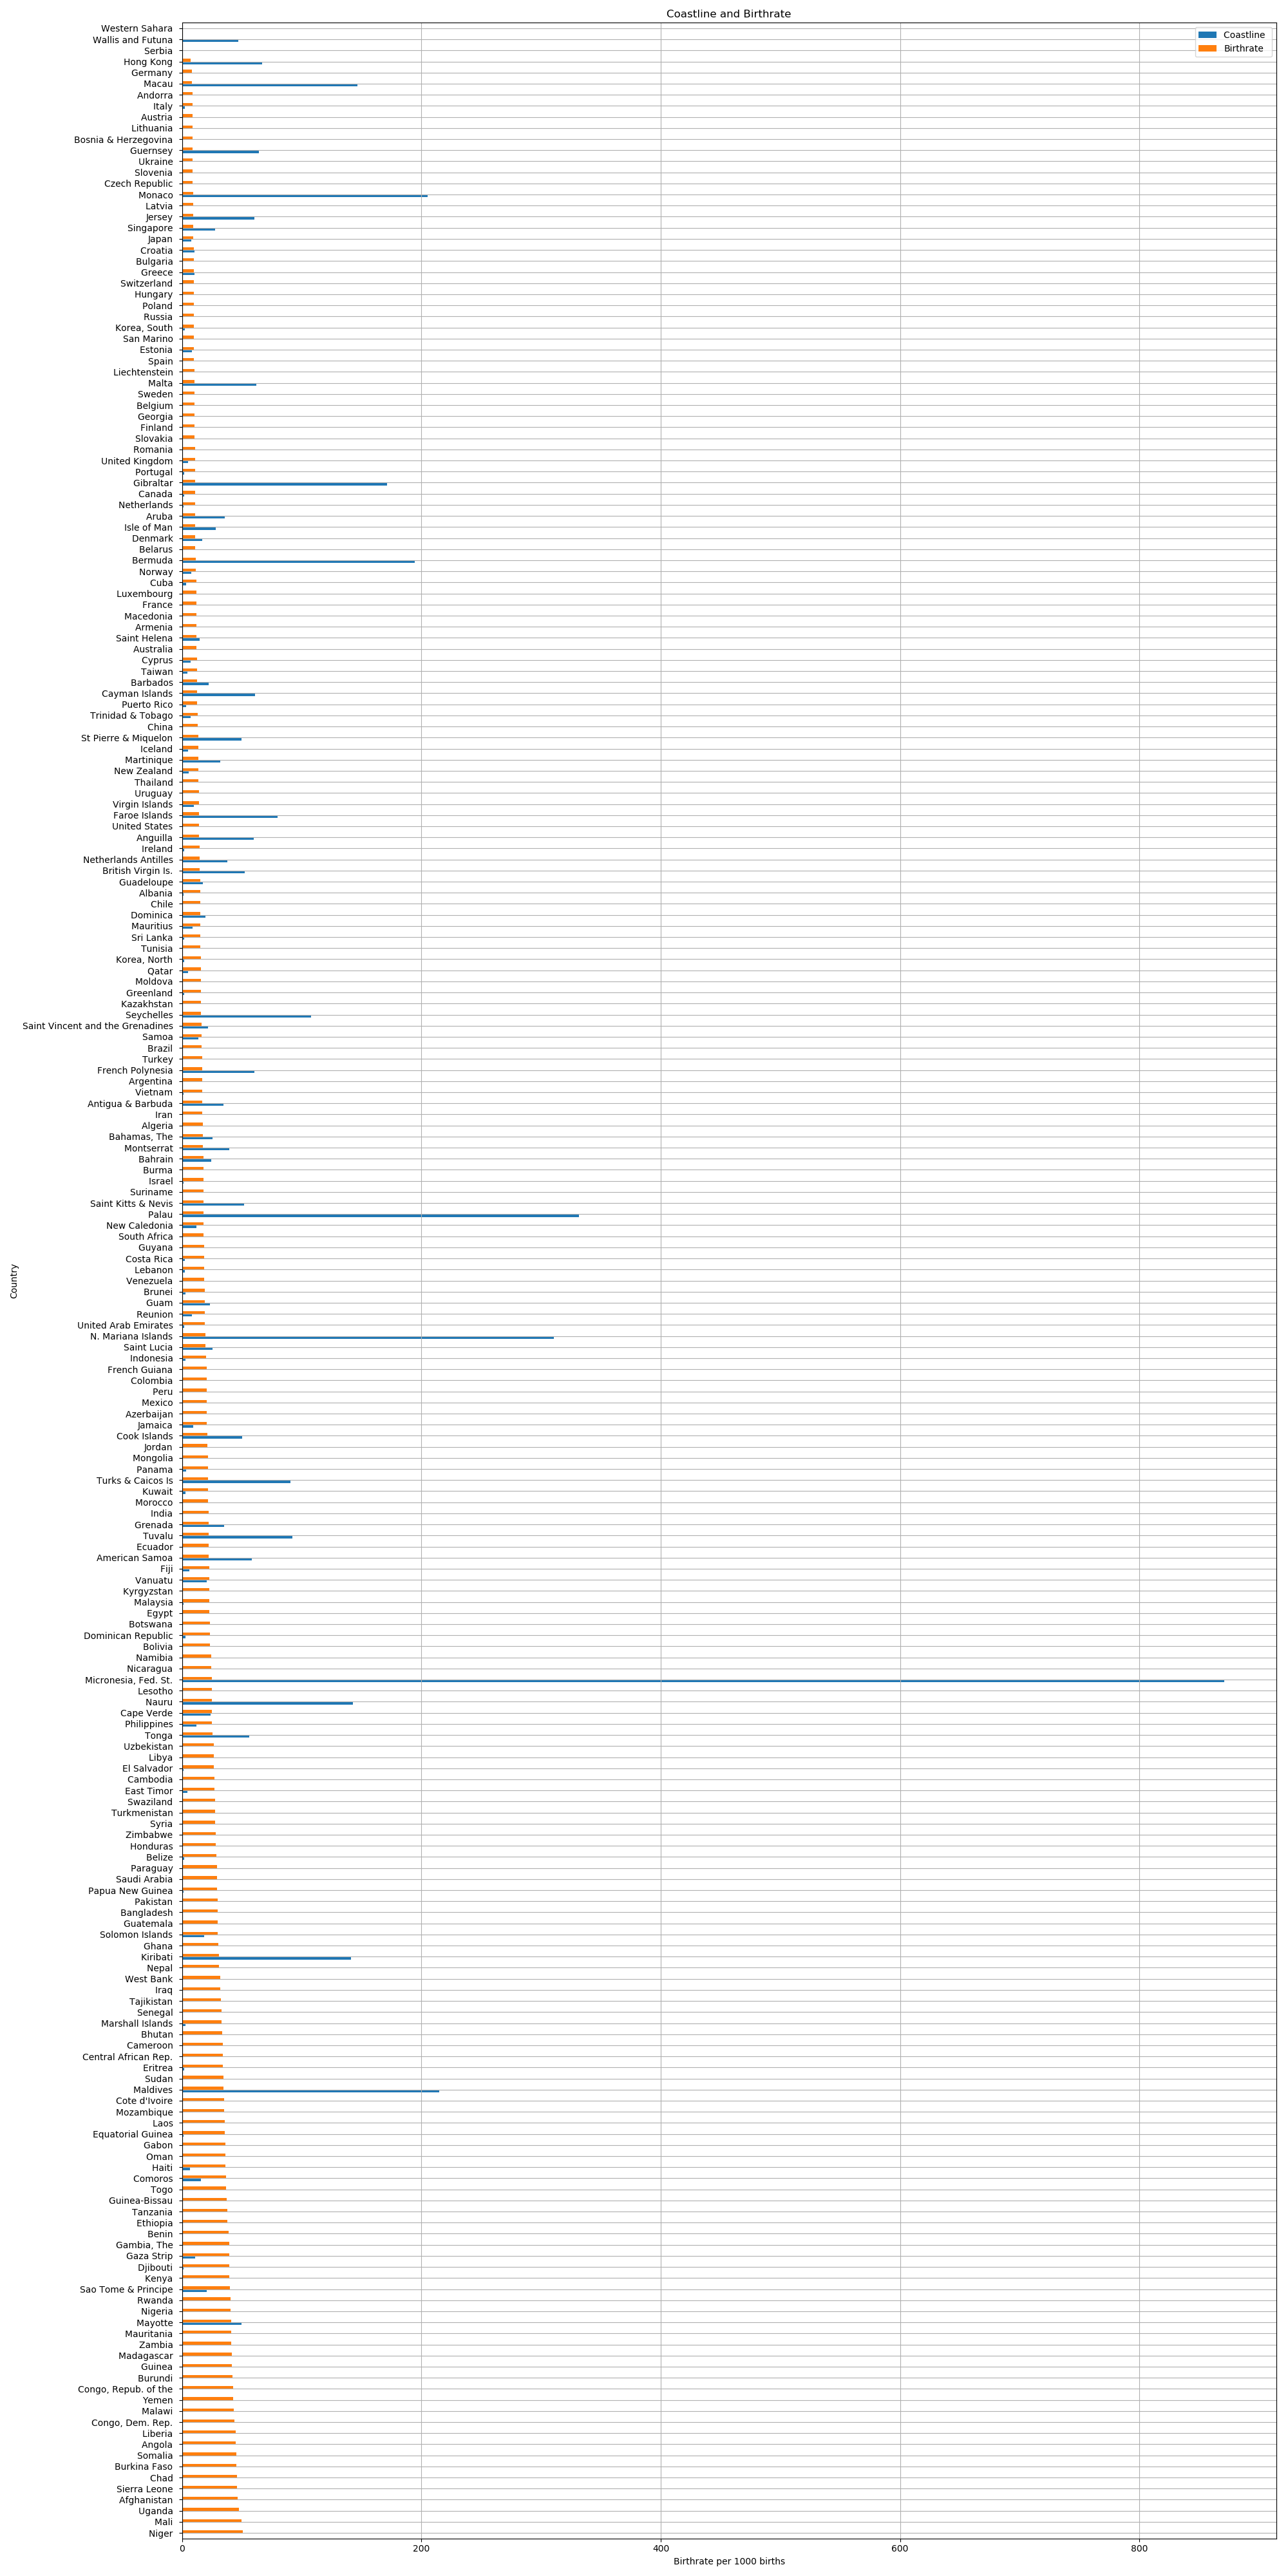 Coastline and Birthrate
Coastline
Birthrate
Western Sahara
Wallis and Futuna
Serbia
Hong Kong
Germany
Macau
Andorra
Italy
Austria
Lithuania
Bosnia & Herzegovina
Guernsey
Ukraine
Slovenia
Czech Republic
Monaco
Latvia
Jersey
Singapore
Japan
Croatia
Bulgaria
Greece
Switzerland
Hungary
Poland
Russia
Korea, South
San Marino
Estonia
Spain
Liechtenstein
Malta
Sweden
Belgium
Georgia
Finland
Slovakia
Romania
United Kingdom
Portugal
Gibraltar
Canada
Netherlands
Aruba
Isle of Man
Denmark
Belarus
Bermuda
Norway
Cuba
Luxembourg
France
Macedonia
Armenia
Saint Helena
Australia
Cyprus
Taiwan
Barbados
Cayman Islands
Puerto Rico
Trinidad & Tobago
China
St Pierre & Miquelon
Iceland
Martinique
New Zealand
Thailand
Uruguay
Virgin Islands
Faroe Islands
United States
Anguilla
Ireland
Netherlands Antilles
British Virgin Is.
Guadeloupe
Albania
Chile
Dominica
Mauritius
Sri Lanka
Tunisia
Korea, North
Qatar
Moldova
Greenland
Kazakhstan
Seychelles
Saint Vincent and the Grenadines
Samoa
Brazil
Turkey
French Polynesia
Argentina
Vietnam
Antigua & Barbuda
Iran
Algeria
Bahamas, The
Montserrat
Bahrain
Burma
Israel
Suriname
Saint Kitts & Nevis
Palau
New Caledonia
South Africa
Guyana
Costa Rica
Lebanon
Venezuela
Brunei
Guam
Reunion
United Arab Emirates
N. Mariana Islands
Saint Lucia
Indonesia
French Guiana
Colombia
Peru
Mexico
Azerbaijan
Jamaica
Cook Islands
Jordan
Mongolia
Panama
Turks & Caicos Is
Kuwait
Morocco
India
Grenada
Tuvalu
Ecuador
American Samoa
Fiji
Vanuatu
Kyrgyzstan
Malaysia
Egypt
Botswana
Dominican Republic
Bolivia
Namibia
Nicaragua
Micronesia, Fed. St.
Lesotho
Nauru
Cape Verde
Philippines
Tonga
Uzbekistan
Libya
El Salvador
Cambodia
East Timor
Swaziland
Turkmenistan
Syria
Zimbabwe
Honduras
Belize
Paraguay
Saudi Arabia
Papua New Guinea
Pakistan
Bangladesh
Guatemala
Solomon Islands
Ghana
Kiribati
Nepal
West Bank
Iraq
Tajikistan
Senegal
Marshall Islands
Bhutan
Cameroon
Central African Rep.
Eritrea
Sudan
Maldives
Cote d'Ivoire
Mozambique
Laos
Equatorial Guinea
Gabon
Oman
Haiti
Comoros
Togo
Guinea-Bissau
Tanzania
Ethiopia
Benin
Gambia, The
Gaza Strip
Djibouti
Kenya
Sao Tome & Principe
Rwanda
Nigeria
Mayotte
Mauritania
Zambia
Madagascar
Guinea
Burundi
Congo, Repub. of the
Yemen
Malawi
Congo, Dem. Rep.
Liberia
Angola
Somalia
Burkina Faso
Chad
Sierra Leone
Afghanistan
Uganda
Mali
Niger
Country
0 200 400 600 800
Birthrate per 1000 births